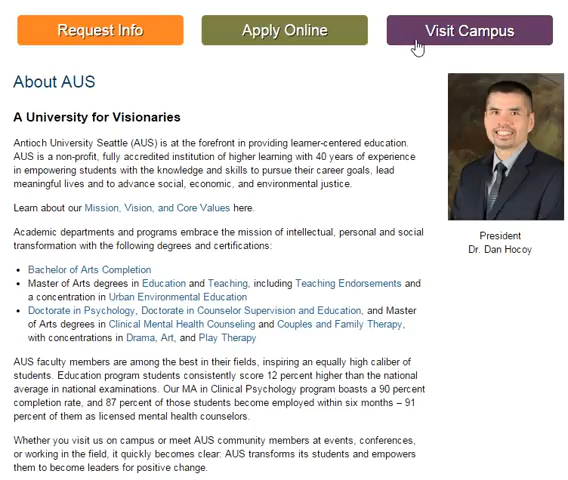 Request Info
Apply Online
Visit Campus
About AUS
A University for Visionaries
Antioch University Seattle (AUS) is at the forefront in providing learner-centered education.
AUS is a non-profit, fully accredited institution of higher learning with 40 years of experience
in empowering students with the knowledge and skills to pursue their career goals, lead
meaningful lives and to advance social, economic, and environmental justice.
Learn about our Mission, Vision, and Core Values here.
Academic departments and programs embrace the mission of intellectual, personal and social
transformation with the following degrees and certifications:
• Bachelor of Arts Completion
• Master of Arts degrees in Education and Teaching, including Teaching Endorsements and
a concentration in Urban Environmental Education
• Doctorate in Psychology, Doctorate in Counselor Supervision and Education, and Master
of Arts degrees in Clinical Mental Health Counseling and Couples and Family Therapy,
with concentrations in Drama, Art, and Play Therapy
AUS faculty members are among the best in their fields, inspiring an equally high caliber of
students. Education program students consistently score 12 percent higher than the national
average in national examinations. Our MA in Clinical Psychology program boasts a 90 percent
completion rate, and 87 percent of those students become employed within six months – 91
percent of them as licensed mental health counselors.
Whether you visit us on campus or meet AUS community members at events, conferences,
or working in the field, it quickly becomes clear: AUS transforms its students and empowers
them to become leaders for positive change.
President
Dr. Dan Hocoy